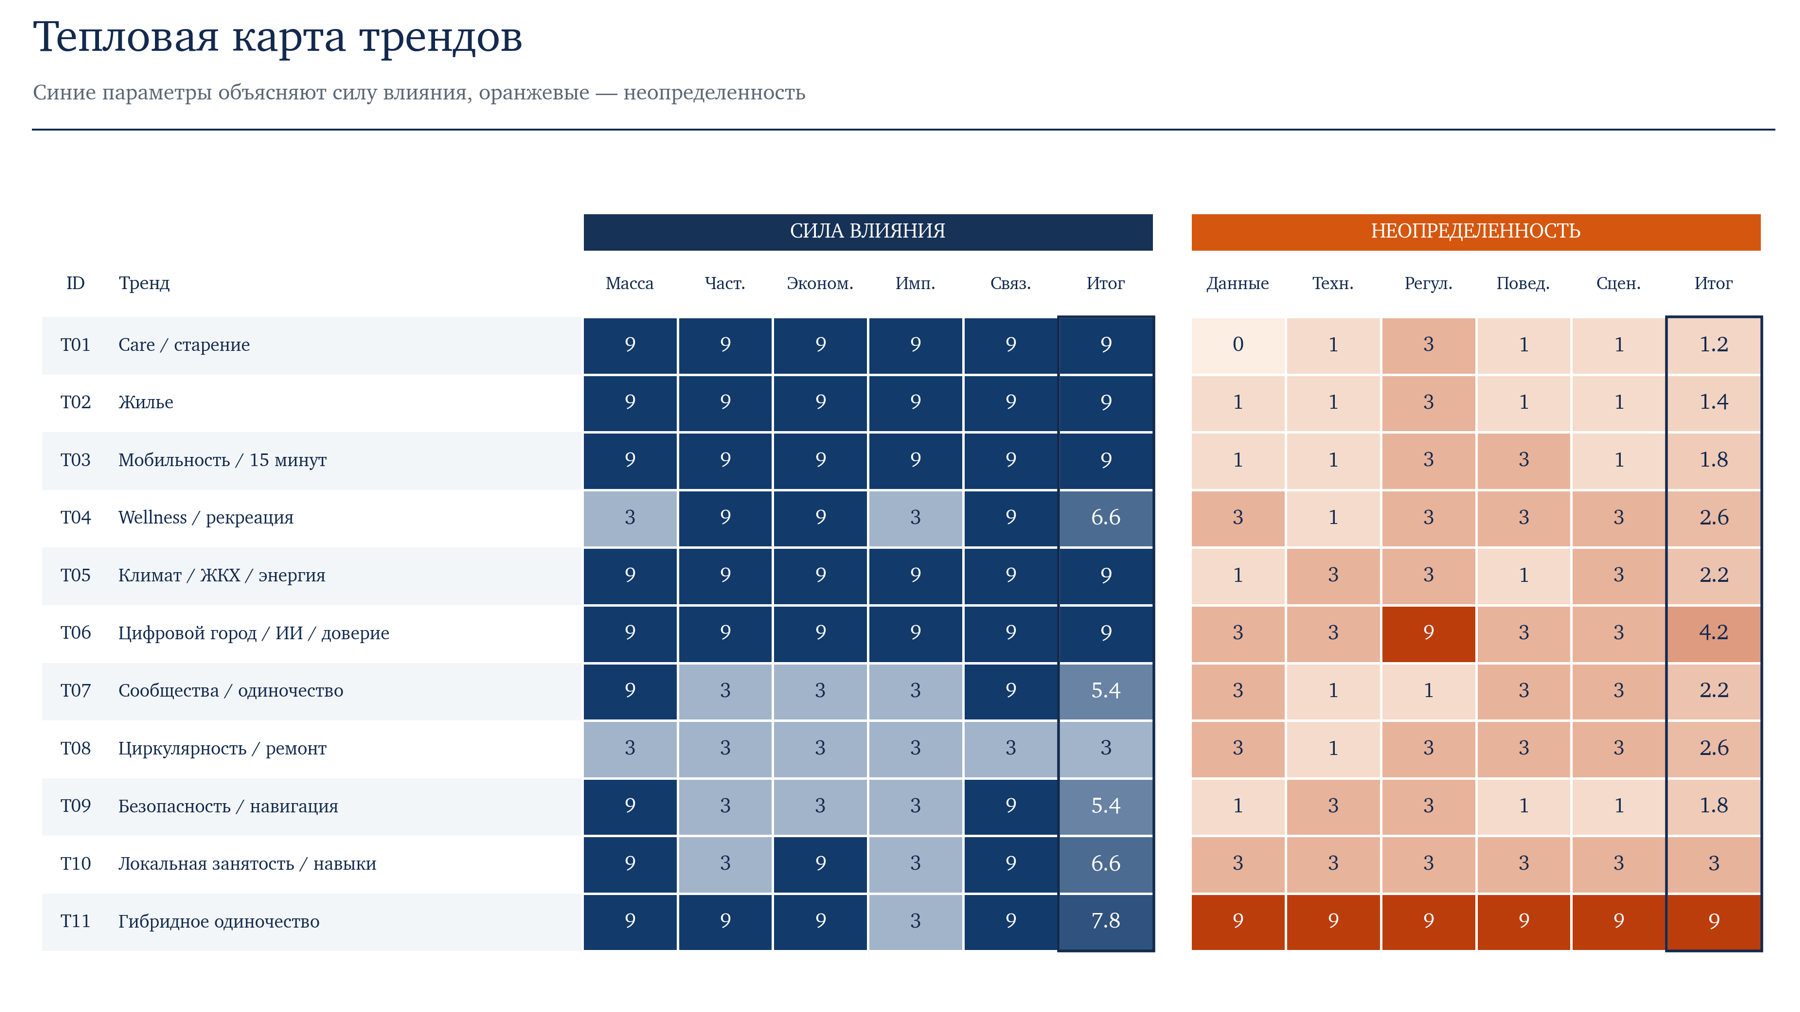 Тепловая карта трендов
Синие параметры объясняют силу влияния, оранжевые — неопределенность
СИЛА ВЛИЯНИЯ НЕОПРЕДЕЛЕННОСТЬ
ID Тренд Масса Част. Эконом. Имп. Связ. Итог Данные Техн. Регул. Повед. Сцен. Итог
T01 Care / старение 9 9 9 9 9 9 0 1 3 1 1 1.2
T02 Жилье 9 9 9 9 9 9 1 1 3 1 1 1.4
T03 Мобильность / 15 минут 9 9 9 9 9 9 1 1 3 3 1 1.8
T04 Wellness / рекреация 3 9 9 3 9 6.6 3 1 3 3 3 2.6
T05 Климат / ЖКХ / энергия 9 9 9 9 9 9 1 3 3 1 3 2.2
T06 Цифровой город / ИИ / доверие 9 9 9 9 9 9 3 3 9 3 3 4.2
T07 Сообщества / одиночество 9 3 3 3 9 5.4 3 1 1 3 3 2.2
T08 Циркулярность / ремонт 3 3 3 3 3 3 3 1 3 3 3 2.6
T09 Безопасность / навигация 9 3 3 3 9 5.4 1 3 3 1 1 1.8
T10 Локальная занятость / навыки 9 3 9 3 9 6.6 3 3 3 3 3 3
T11 Гибридное одиночество 9 9 9 3 9 7.8 9 9 9 9 9 9